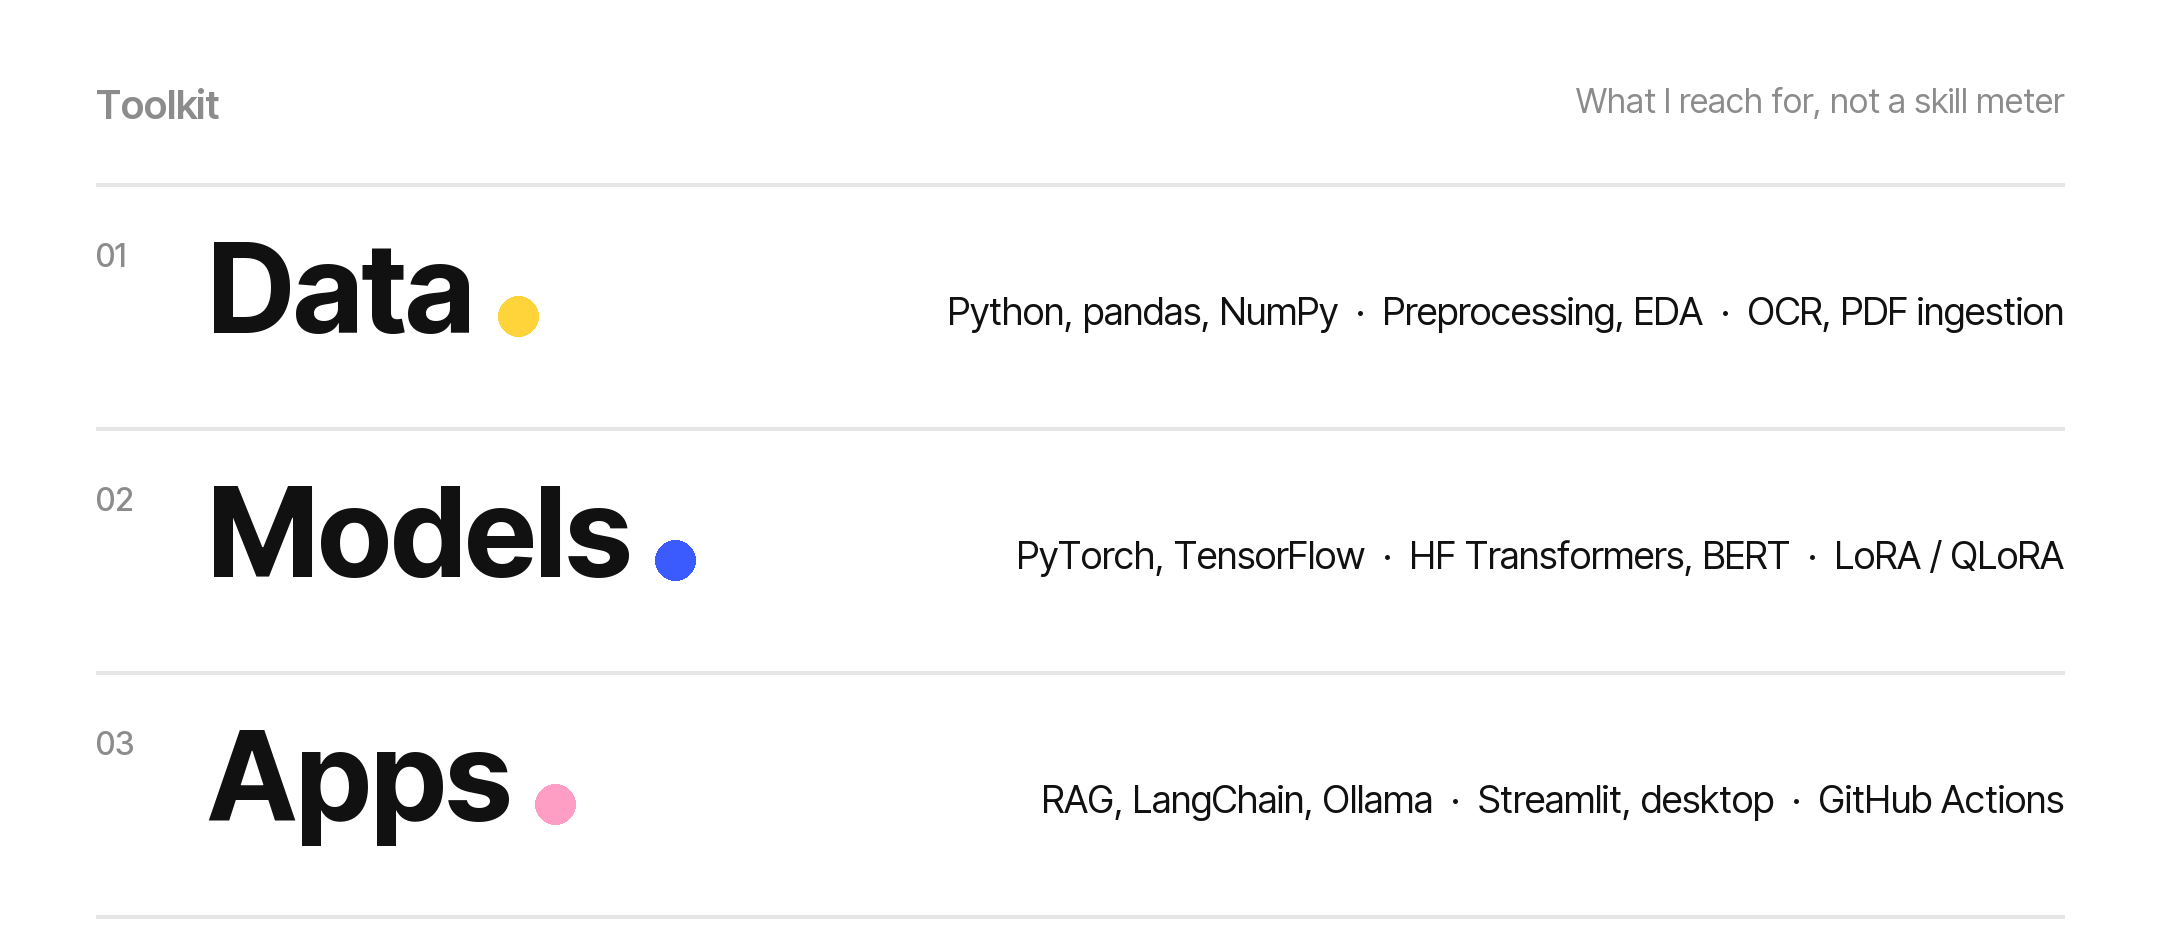 Toolkit
What I reach for, not a skill meter
01
Data
Python, pandas, NumPy · Preprocessing, EDA · OCR, PDF ingestion
02
Models
PyTorch, TensorFlow · HF Transformers, BERT · LoRA / QLoRA
03
Apps
RAG, LangChain, Ollama · Streamlit, desktop · GitHub Actions